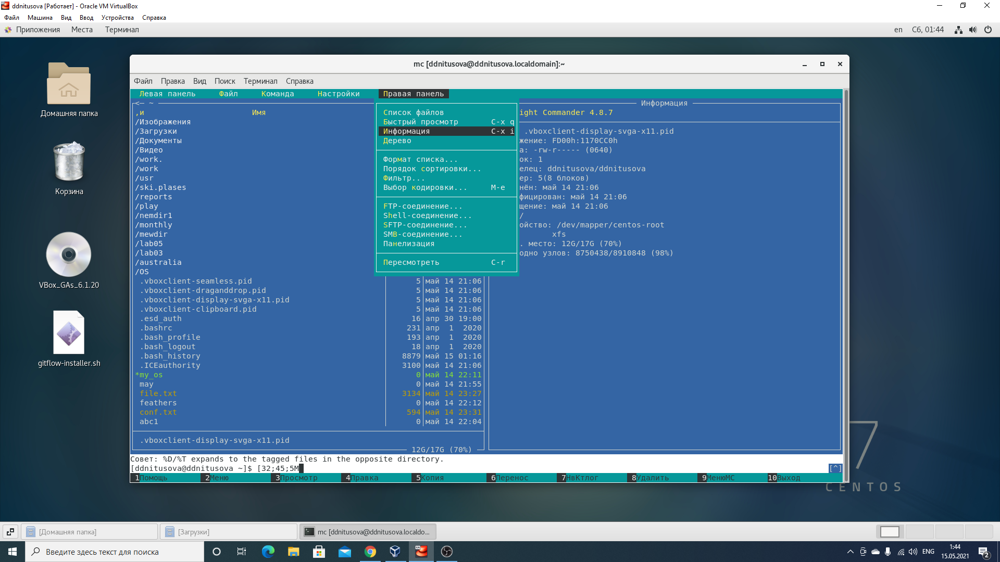 ddnitusova [Работает] - Oracle VM VirtualBox
Файл Машина Вид Ввод Устройства Справка
Приложения Места Терминал en Сб, 01:44
Домашняя папка
Корзина
VBox_GAs_6.1.20
gitflow-installer.sh
mc [ddnitusova@ddnitusova.localdomain]:~
Файл Правка Вид Поиск Терминал Справка
Левая панель Файл Команда Настройки Правая панель
<─ ~ Информация
,и Имя
/Изображения
/Загрузки
/Документы
/Видео
/work.
/work
/usr
/ski.plases
/reports
/play
/nemdir1
/monthly
/mewdir
/lab05
/lab03
/australia
/OS
.vboxclient-seamless.pid 5 май 14 21:06
.vboxclient-draganddrop.pid 5 май 14 21:06
.vboxclient-display-svga-x11.pid 5 май 14 21:06
.vboxclient-clipboard.pid 5 май 14 21:06
.esd_auth 16 апр 30 19:00
.bashrc 231 апр 1 2020
.bash_profile 193 апр 1 2020
.bash_logout 18 апр 1 2020
.bash_history 8879 май 15 01:16
.ICEauthority 3100 май 14 21:06
*my_os 0 май 14 22:11
may 0 май 14 21:55
file.txt 3134 май 14 23:27
feathers 0 май 14 22:12
conf.txt 594 май 14 23:31
abc1 0 май 14 22:04
.vboxclient-display-svga-x11.pid
12G/17G (70%)
Список файлов
Быстрый просмотр C-x q
Информация C-x i
Дерево
Формат списка...
Порядок сортировки...
Фильтр...
Выбор кодировки... M-e
FTP-соединение...
Shell-соединение...
SFTP-соединение...
SMB-соединение...
Панелизация
Пересмотреть C-r
ight Commander 4.8.7
.vboxclient-display-svga-x11.pid
жение: FD00h:1170CC0h
а: -rw-r----- (0640)
ок: 1
елец: ddnitusova/ddnitusova
ер: 5(8 блоков)
нён: май 14 21:06
фицирован: май 14 21:06
щение: май 14 21:06
/
ойство: /dev/mapper/centos-root
xfs
. место: 12G/17G (70%)
одно узлов: 8750438/8910848 (98%)
Совет: %D/%T expands to the tagged files in the opposite directory.
[ddnitusova@ddnitusova ~]$ [32;45;5M [^]
1Помощь 2Меню 3Просмотр 4Правка 5Копия 6Перенос 7НвКтлог 8Удалить 9МенюMC 10Выход
7
CENTOS
[Домашняя папка] [Загрузки] mc [ddnitusova@ddnitusova.localdo...
Введите здесь текст для поиска
ENG
1:44
15.05.2021
2